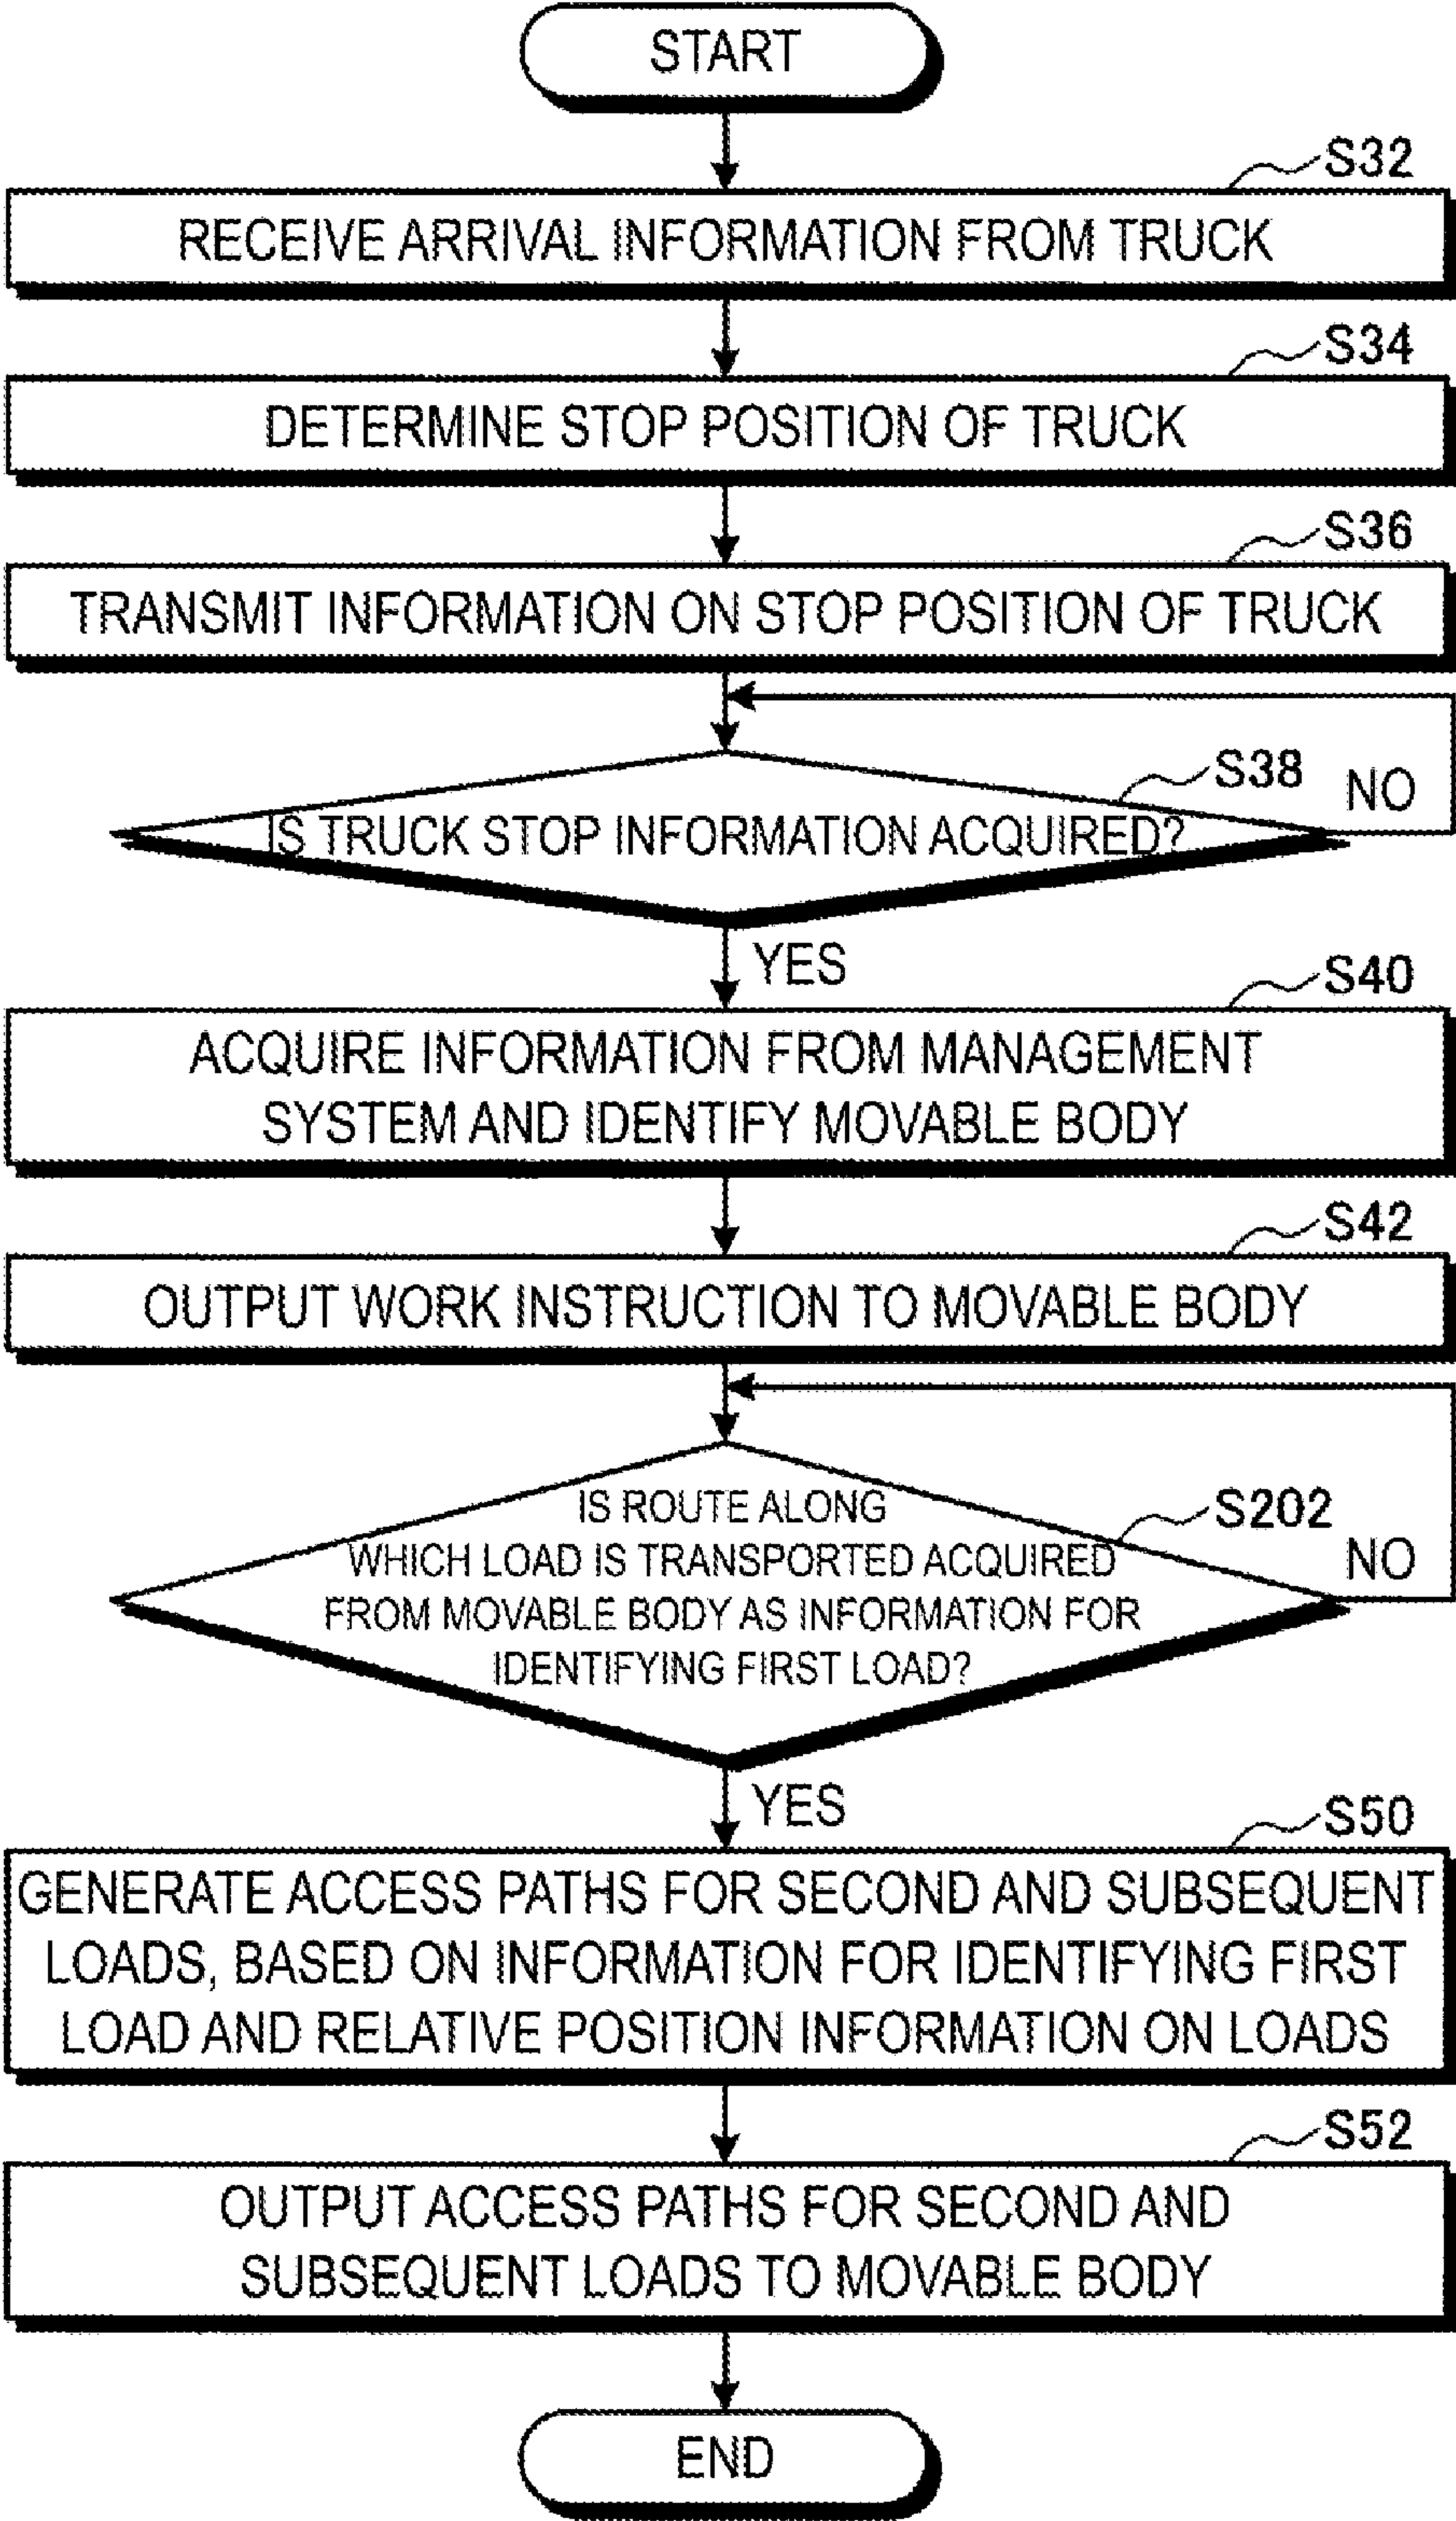 START
S32
RECEIVE ARRIVAL INFORMATION FROM TRUCK
S34
DETERMINE STOP POSITION OF TRUCK
S36
TRANSMIT INFORMATION ON STOP POSITION OF TRUCK
S38
NO
IS TRUCK STOP INFORMATION ACQUIRED?
YES
S40
ACQUIRE INFORMATION FROM MANAGEMENT
SYSTEM AND IDENTIFY MOVABLE BODY
S42
OUTPUT WORK INSTRUCTION TO MOVABLE BODY
S202
NO
IS ROUTE ALONG
WHICH LOAD IS TRANSPORTED ACQUIRED
FROM MOVABLE BODY AS INFORMATION FOR
IDENTIFYING FIRST LOAD?
YES
S50
GENERATE ACCESS PATHS FOR SECOND AND SUBSEQUENT
LOADS, BASED ON INFORMATION FOR IDENTIFYING FIRST
LOAD AND RELATIVE POSITION INFORMATION ON LOADS
S52
OUTPUT ACCESS PATHS FOR SECOND AND
SUBSEQUENT LOADS TO MOVABLE BODY
END